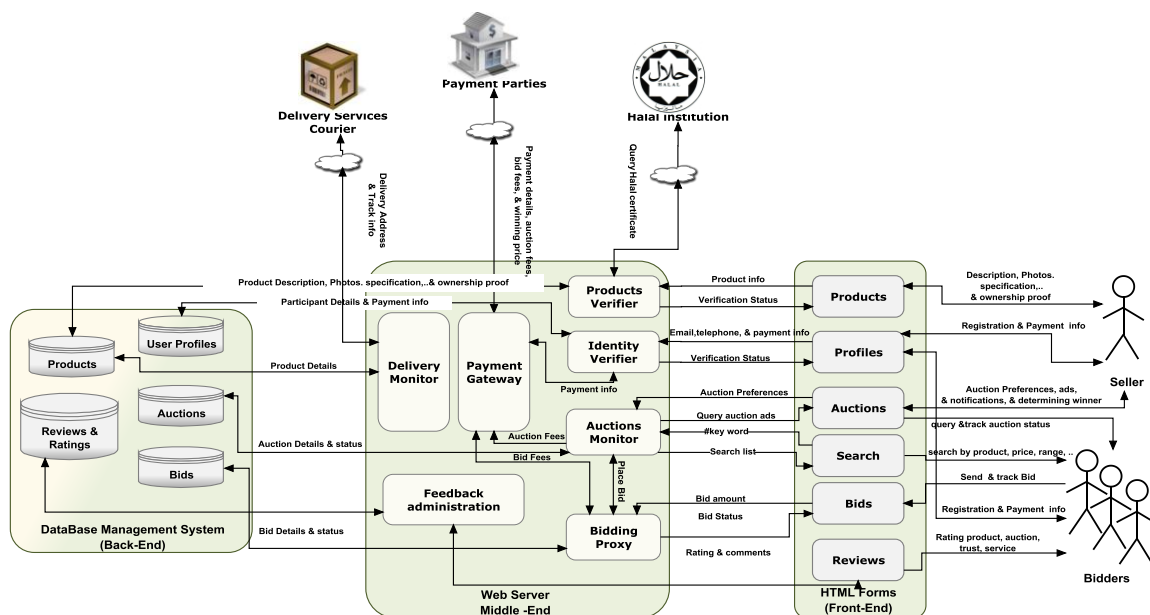 Delivery Services
Courier
Payment Parties
MALAYSIA
حلال
HALAL
Halal Institution
Delivery Address
& Track info
Payment details, auction fees,
bid fees, & winning price
Query Halal certificate
Product Description, Photos. specification,..& ownership proof
Participant Details & Payment info
Products
Verifier
Product info
Verification Status
Products
Description, Photos.
specification,..
& ownership proof
User Profiles
Products
Product Details
Delivery
Monitor
Payment
Gateway
Identity
Verifier
Email,telephone, & payment info
Verification Status
Profiles
Registration & Payment info
Seller
Payment info
Auctions
Reviews &
Ratings
Auction Details & status
Auction Fees
Bid Fees
Auctions
Monitor
Auction Preferences
Query auction ads
#key word
Search list
Auctions
Auction Preferences, ads,
& notifications, & determining winner
query &track auction status
Search
search by product, price, range, ..
Bids
Place Bid
Feedback
administration
Bid amount
Bid Status
Bids
Send & track Bid
Registration & Payment info
DataBase Management System
(Back-End)
Bid Details & status
Bidding
Proxy
Rating & comments
Reviews
Rating product, auction,
trust, service
Bidders
Web Server
Middle -End
HTML Forms
(Front-End)